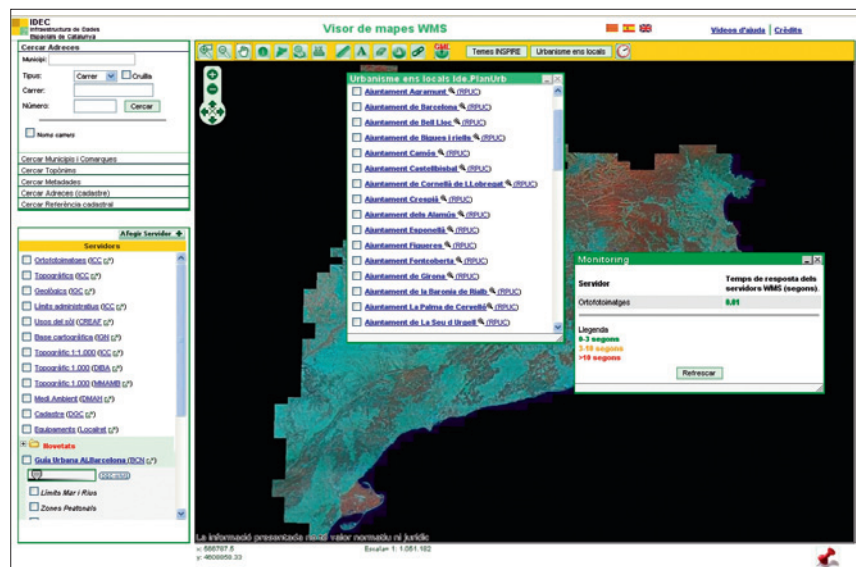 IDEC
Infraestructura de Dades
Espacials de Catalunya
Visor de mapes WMS
Vídeos d'ajuda | Crèdits
Cercar Adreces
Municipi:
Tipus: Carrer Cruïlla
Carrer:
Número: Cercar
Noms carrers
Cercar Municipis i Comarques
Cercar Topònims
Cercar Metadades
Cercar Adreces (cadastre)
Cercar Referència cadastral
GML
Temes INSPIRE
Urbanisme ens locals
Afegir Servidor
Servidors
Ortofotoimatges (ICC)
Topogràfics (ICC)
Geològics (IGC)
Límits administratius (ICC)
Usos del sòl (CREAF)
Base cartogràfica (IGN)
Topogràfic 1:1.000 (ICC)
Topogràfic 1.000 (DIBA)
Topogràfic 1.000 (MMAMB)
Medi Ambient (DMAH)
Cadastre (DGC)
Equipaments (Localret)
Novetats
Guia Urbana ALBarcelona (BCN)
Límits Mar i Rius
Zones Peatonals
Urbanisme ens locals Ide.PlanUrb
Ajuntament Agramunt (RPUC)
Ajuntament de Barcelona (RPUC)
Ajuntament de Bell Lloc (RPUC)
Ajuntament de Bigues i riells (RPUC)
Ajuntament Camós (RPUC)
Ajuntament Castellbisbal (RPUC)
Ajuntament de Cornellà de LLobregat (RPUC)
Ajuntament Crespià (RPUC)
Ajuntament dels Alamús (RPUC)
Ajuntament Esponellà (RPUC)
Ajuntament Figueres (RPUC)
Ajuntament Fontcoberta (RPUC)
Ajuntament de Girona (RPUC)
Ajuntament de la Baronia de Rialb (RPUC)
Ajuntament La Palma de Cervelló (RPUC)
Ajuntament de La Seu d Urgell (RPUC)
Monitoring
Servidor Temps de resposta dels
servidors WMS (segons).
Ortofotoimatges 0.01
Llegenda
0-3 segons
3-10 segons
>10 segons
Refrescar
La informació presentada no té valor normatiu ni jurídic
Escala= 1: 1.051.182